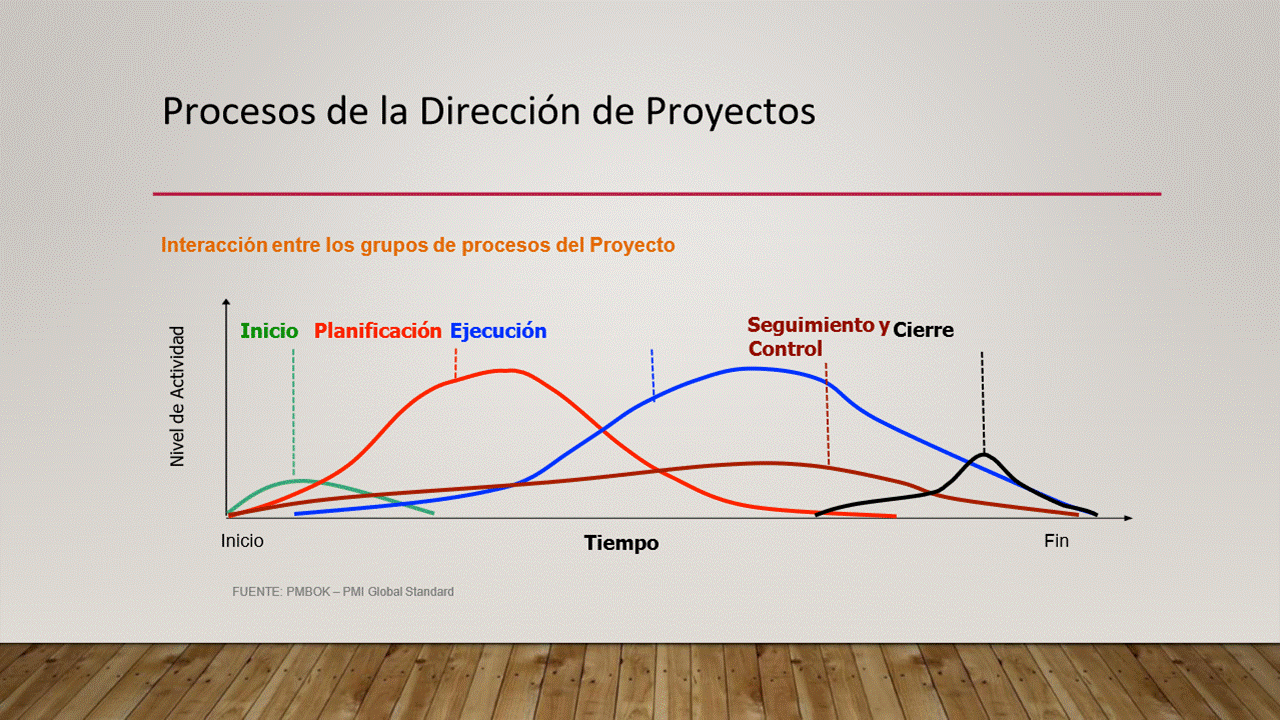 Procesos de la Dirección de Proyectos
Interacción entre los grupos de procesos del Proyecto
Nivel de Actividad
Inicio
Planificación
Ejecución
Seguimiento y
Control
Cierre
Inicio
Tiempo
Fin
FUENTE: PMBOK – PMI Global Standard